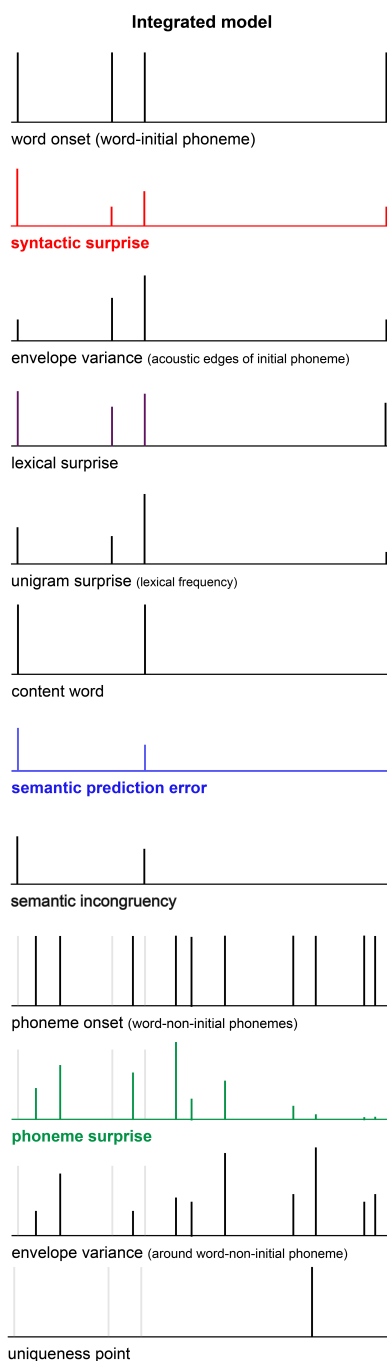 Integrated model
word onset (word-initial phoneme)
syntactic surprise
envelope variance (acoustic edges of initial phoneme)
lexical surprise
unigram surprise (lexical frequency)
content word
semantic prediction error
semantic incongruency
phoneme onset (word-non-initial phonemes)
phoneme surprise
envelope variance (around word-non-initial phoneme)
uniqueness point